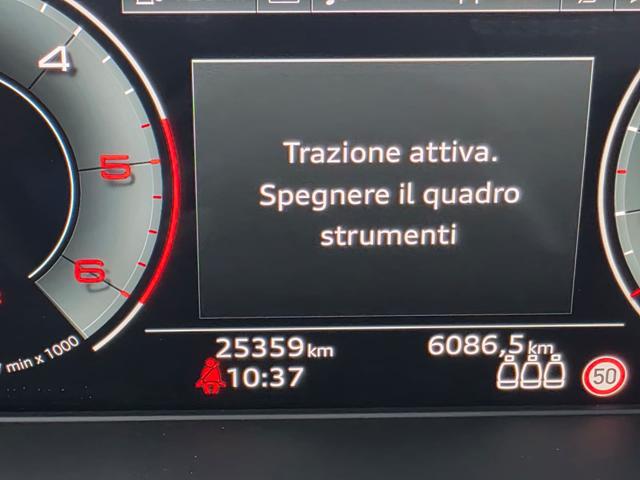 4
5
6
/ min x 1000
Trazione attiva.
Spegnere il quadro
strumenti
25359 km
6086,5 km
10:37
50